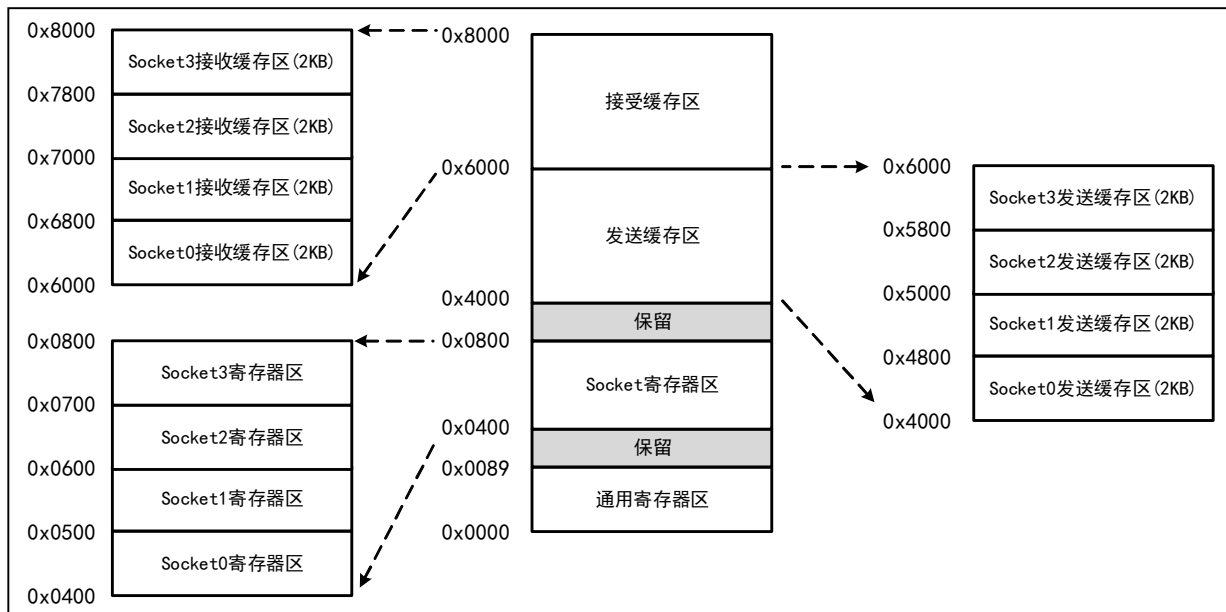 0x8000
Socket3接收缓存区(2KB)
0x7800
Socket2接收缓存区(2KB)
0x7000
Socket1接收缓存区(2KB)
0x6800
Socket0接收缓存区(2KB)
0x6000
0x0800
Socket3寄存器区
0x0700
Socket2寄存器区
0x0600
Socket1寄存器区
0x0500
Socket0寄存器区
0x0400
0x8000
接受缓存区
0x6000
发送缓存区
0x4000
保留
0x0800
Socket寄存器区
0x0400
保留
0x0089
通用寄存器区
0x0000
0x6000
Socket3发送缓存区(2KB)
0x5800
Socket2发送缓存区(2KB)
0x5000
Socket1发送缓存区(2KB)
0x4800
Socket0发送缓存区(2KB)
0x4000